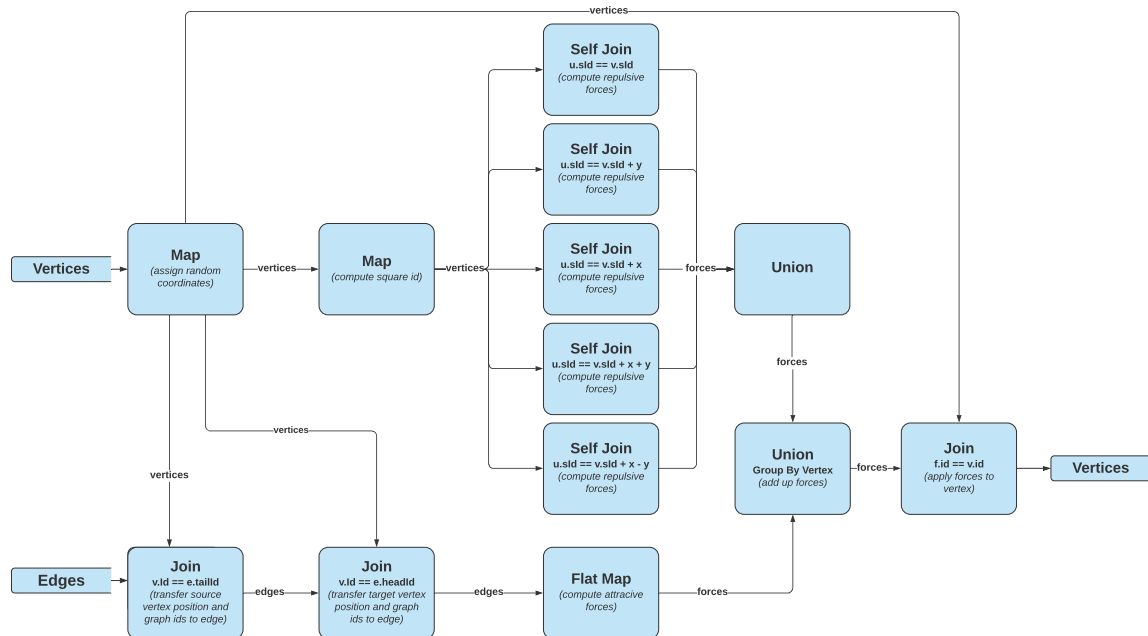 vertices
Self Join
u.sId == v.sId
(compute repulsive
forces)
Self Join
u.sId == v.sId + y
(compute repulsive
forces)
Vertices
Map
(assign random
coordinates)
vertices
Map
(compute square id)
vertices
Self Join
u.sId == v.sId + x
(compute repulsive
forces)
forces
Union
Self Join
u.sId == v.sId + x + y
(compute repulsive
forces)
forces
vertices
Self Join
u.sId == v.sId + x - y
(compute repulsive
forces)
Union
Group By Vertex
(add up forces)
forces
Join
f.id == v.id
(apply forces to
vertex)
Vertices
vertices
Edges
Join
v.Id == e.tailId
(transfer source
vertex position and
graph ids to edge)
edges
Join
v.Id == e.headId
(transfer target vertex
position and graph
ids to edge)
edges
Flat Map
(compute attracive
forces)
forces